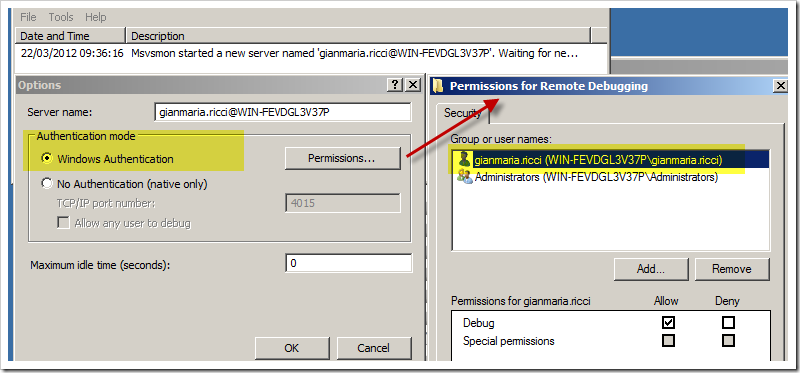 File Tools Help
Date and Time Description
22/03/2012 09:36:16 Msvsmon started a new server named 'gianmaria.ricci@WIN-FEVDGL3V37P'. Waiting for ne...
Options
Server name: gianmaria.ricci@WIN-FEVDGL3V37P
Authentication mode
Windows Authentication
Permissions...
No Authentication (native only)
TCP/IP port number: 4015
Allow any user to debug
Maximum idle time (seconds): 0
OK Cancel
Permissions for Remote Debugging
Security
Group or user names:
gianmaria.ricci (WIN-FEVDGL3V37P\gianmaria.ricci)
Administrators (WIN-FEVDGL3V37P\Administrators)
Add... Remove
Permissions for gianmaria.ricci Allow Deny
Debug
Special permissions